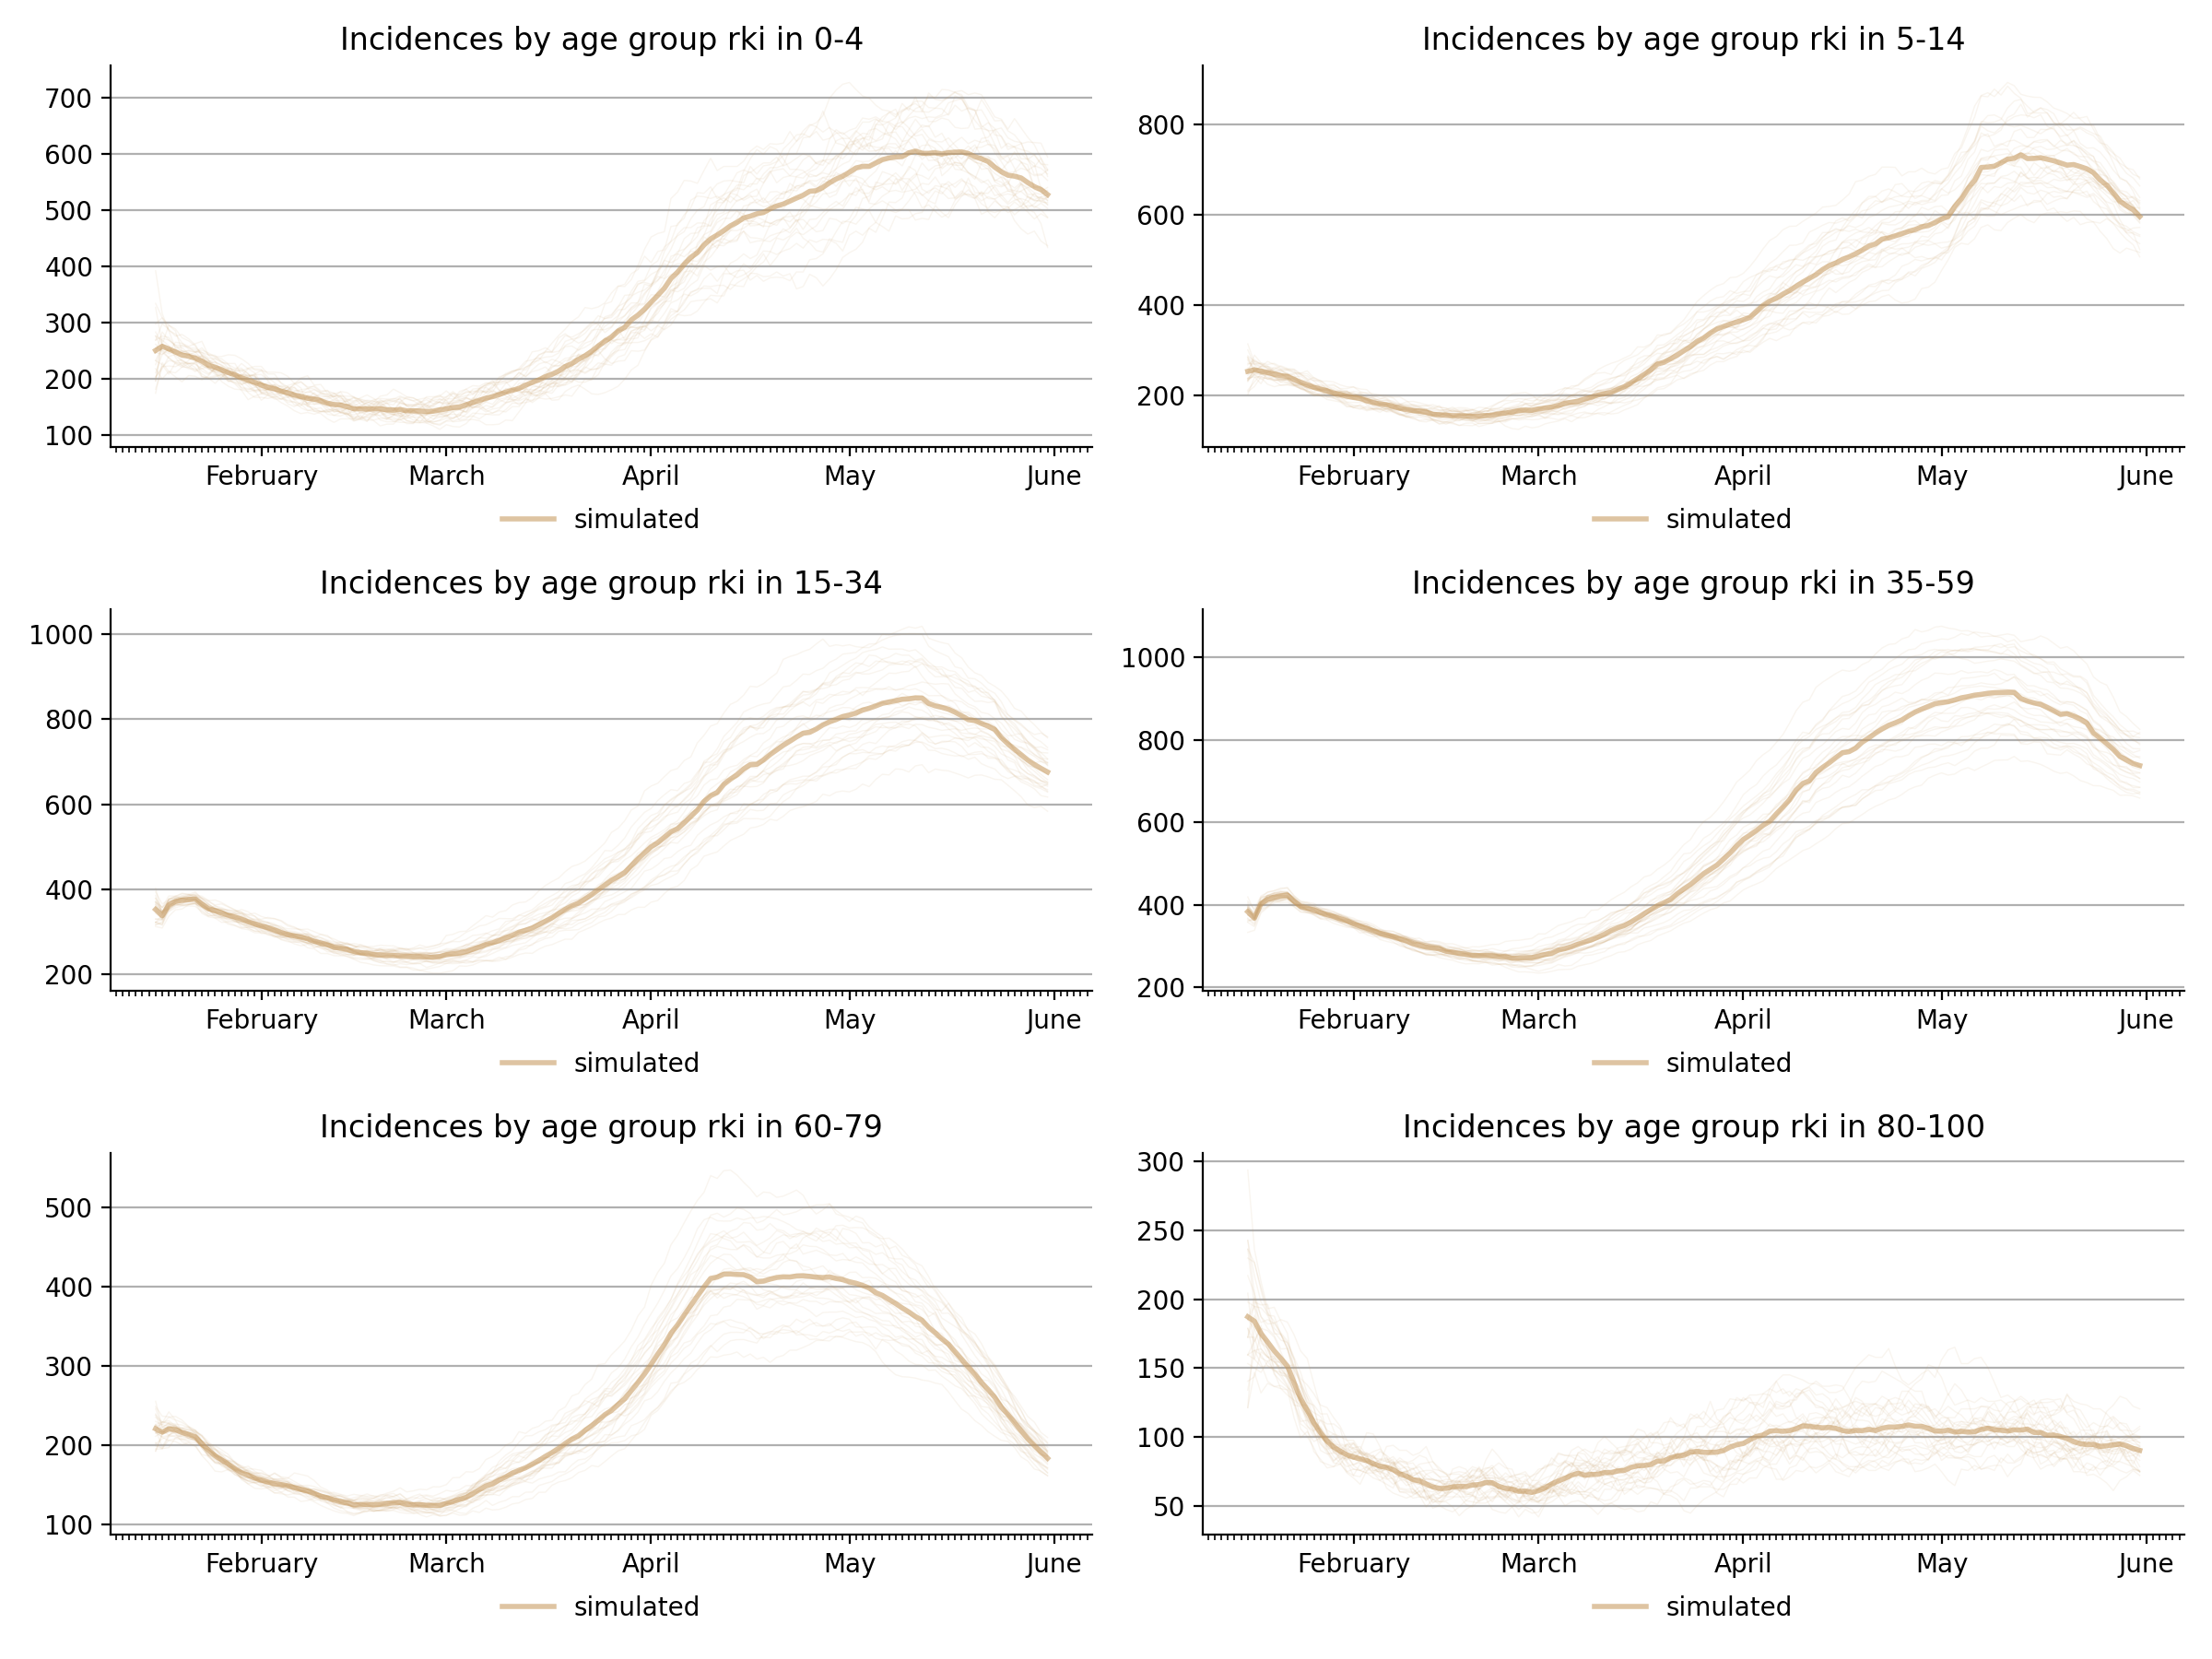 Incidences by age group rki in 0-4
700
600
500
400
300
200
100
February March April May June
simulated
Incidences by age group rki in 5-14
800
600
400
200
February March April May June
simulated
Incidences by age group rki in 15-34
1000
800
600
400
200
February March April May June
simulated
Incidences by age group rki in 35-59
1000
800
600
400
200
February March April May June
simulated
Incidences by age group rki in 60-79
500
400
300
200
100
February March April May June
simulated
Incidences by age group rki in 80-100
300
250
200
150
100
50
February March April May June
simulated